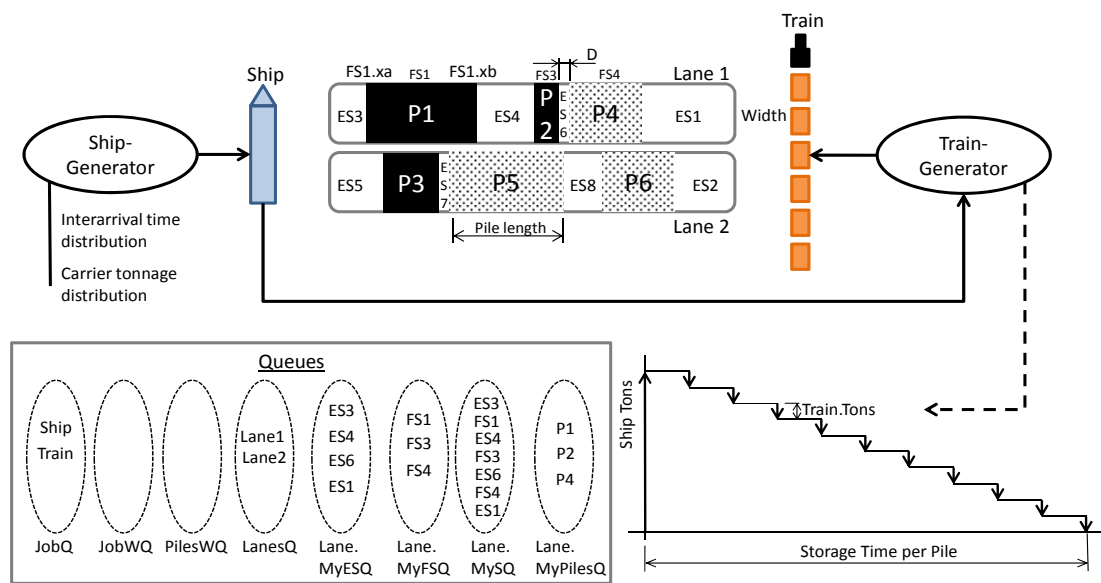 Train
D
Ship
FS1.xa
FS1
FS1.xb
FS3
FS4
Lane 1
ES3
P1
ES4
P
2
E
S
6
P4
ES1
Width
Ship-
Generator
Train-
Generator
ES5
P3
E
S
7
P5
ES8
P6
ES2
Pile length
Lane 2
Interarrival time
distribution
Carrier tonnage
distribution
Queues
Ship
Train
Lane1
Lane2
ES3
ES4
ES6
ES1
FS1
FS3
FS4
ES3
FS1
ES4
FS3
ES6
FS4
ES1
P1
P2
P4
JobQ
JobWQ
PilesWQ
LanesQ
Lane.
MyESQ
Lane.
MyFSQ
Lane.
MySQ
Lane.
MyPilesQ
Ship Tons
Train.Tons
Storage Time per Pile